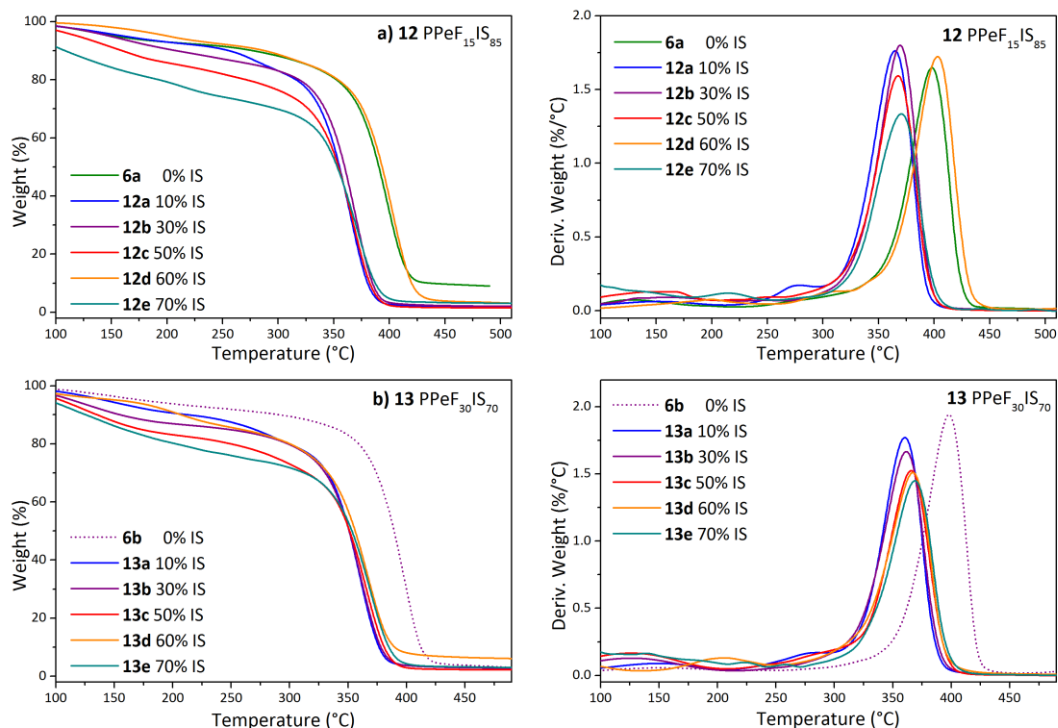 a) 12 PPeF15IS85
Weight (%)
100
80
60
40
20
0
6a 0% IS
12a 10% IS
12b 30% IS
12c 50% IS
12d 60% IS
12e 70% IS
100 150 200 250 300 350 400 450 500
Temperature (°C)
12 PPeF15IS85
Deriv. Weight (%/°C)
2.0
1.5
1.0
0.5
0.0
6a 0% IS
12a 10% IS
12b 30% IS
12c 50% IS
12d 60% IS
12e 70% IS
100 150 200 250 300 350 400 450 500
Temperature (°C)
b) 13 PPeF30IS70
Weight (%)
100
80
60
40
20
0
6b 0% IS
13a 10% IS
13b 30% IS
13c 50% IS
13d 60% IS
13e 70% IS
100 150 200 250 300 350 400 450
Temperature (°C)
13 PPeF30IS70
Deriv. Weight (%/°C)
2.0
1.5
1.0
0.5
0.0
6b 0% IS
13a 10% IS
13b 30% IS
13c 50% IS
13d 60% IS
13e 70% IS
100 150 200 250 300 350 400 450
Temperature (°C)